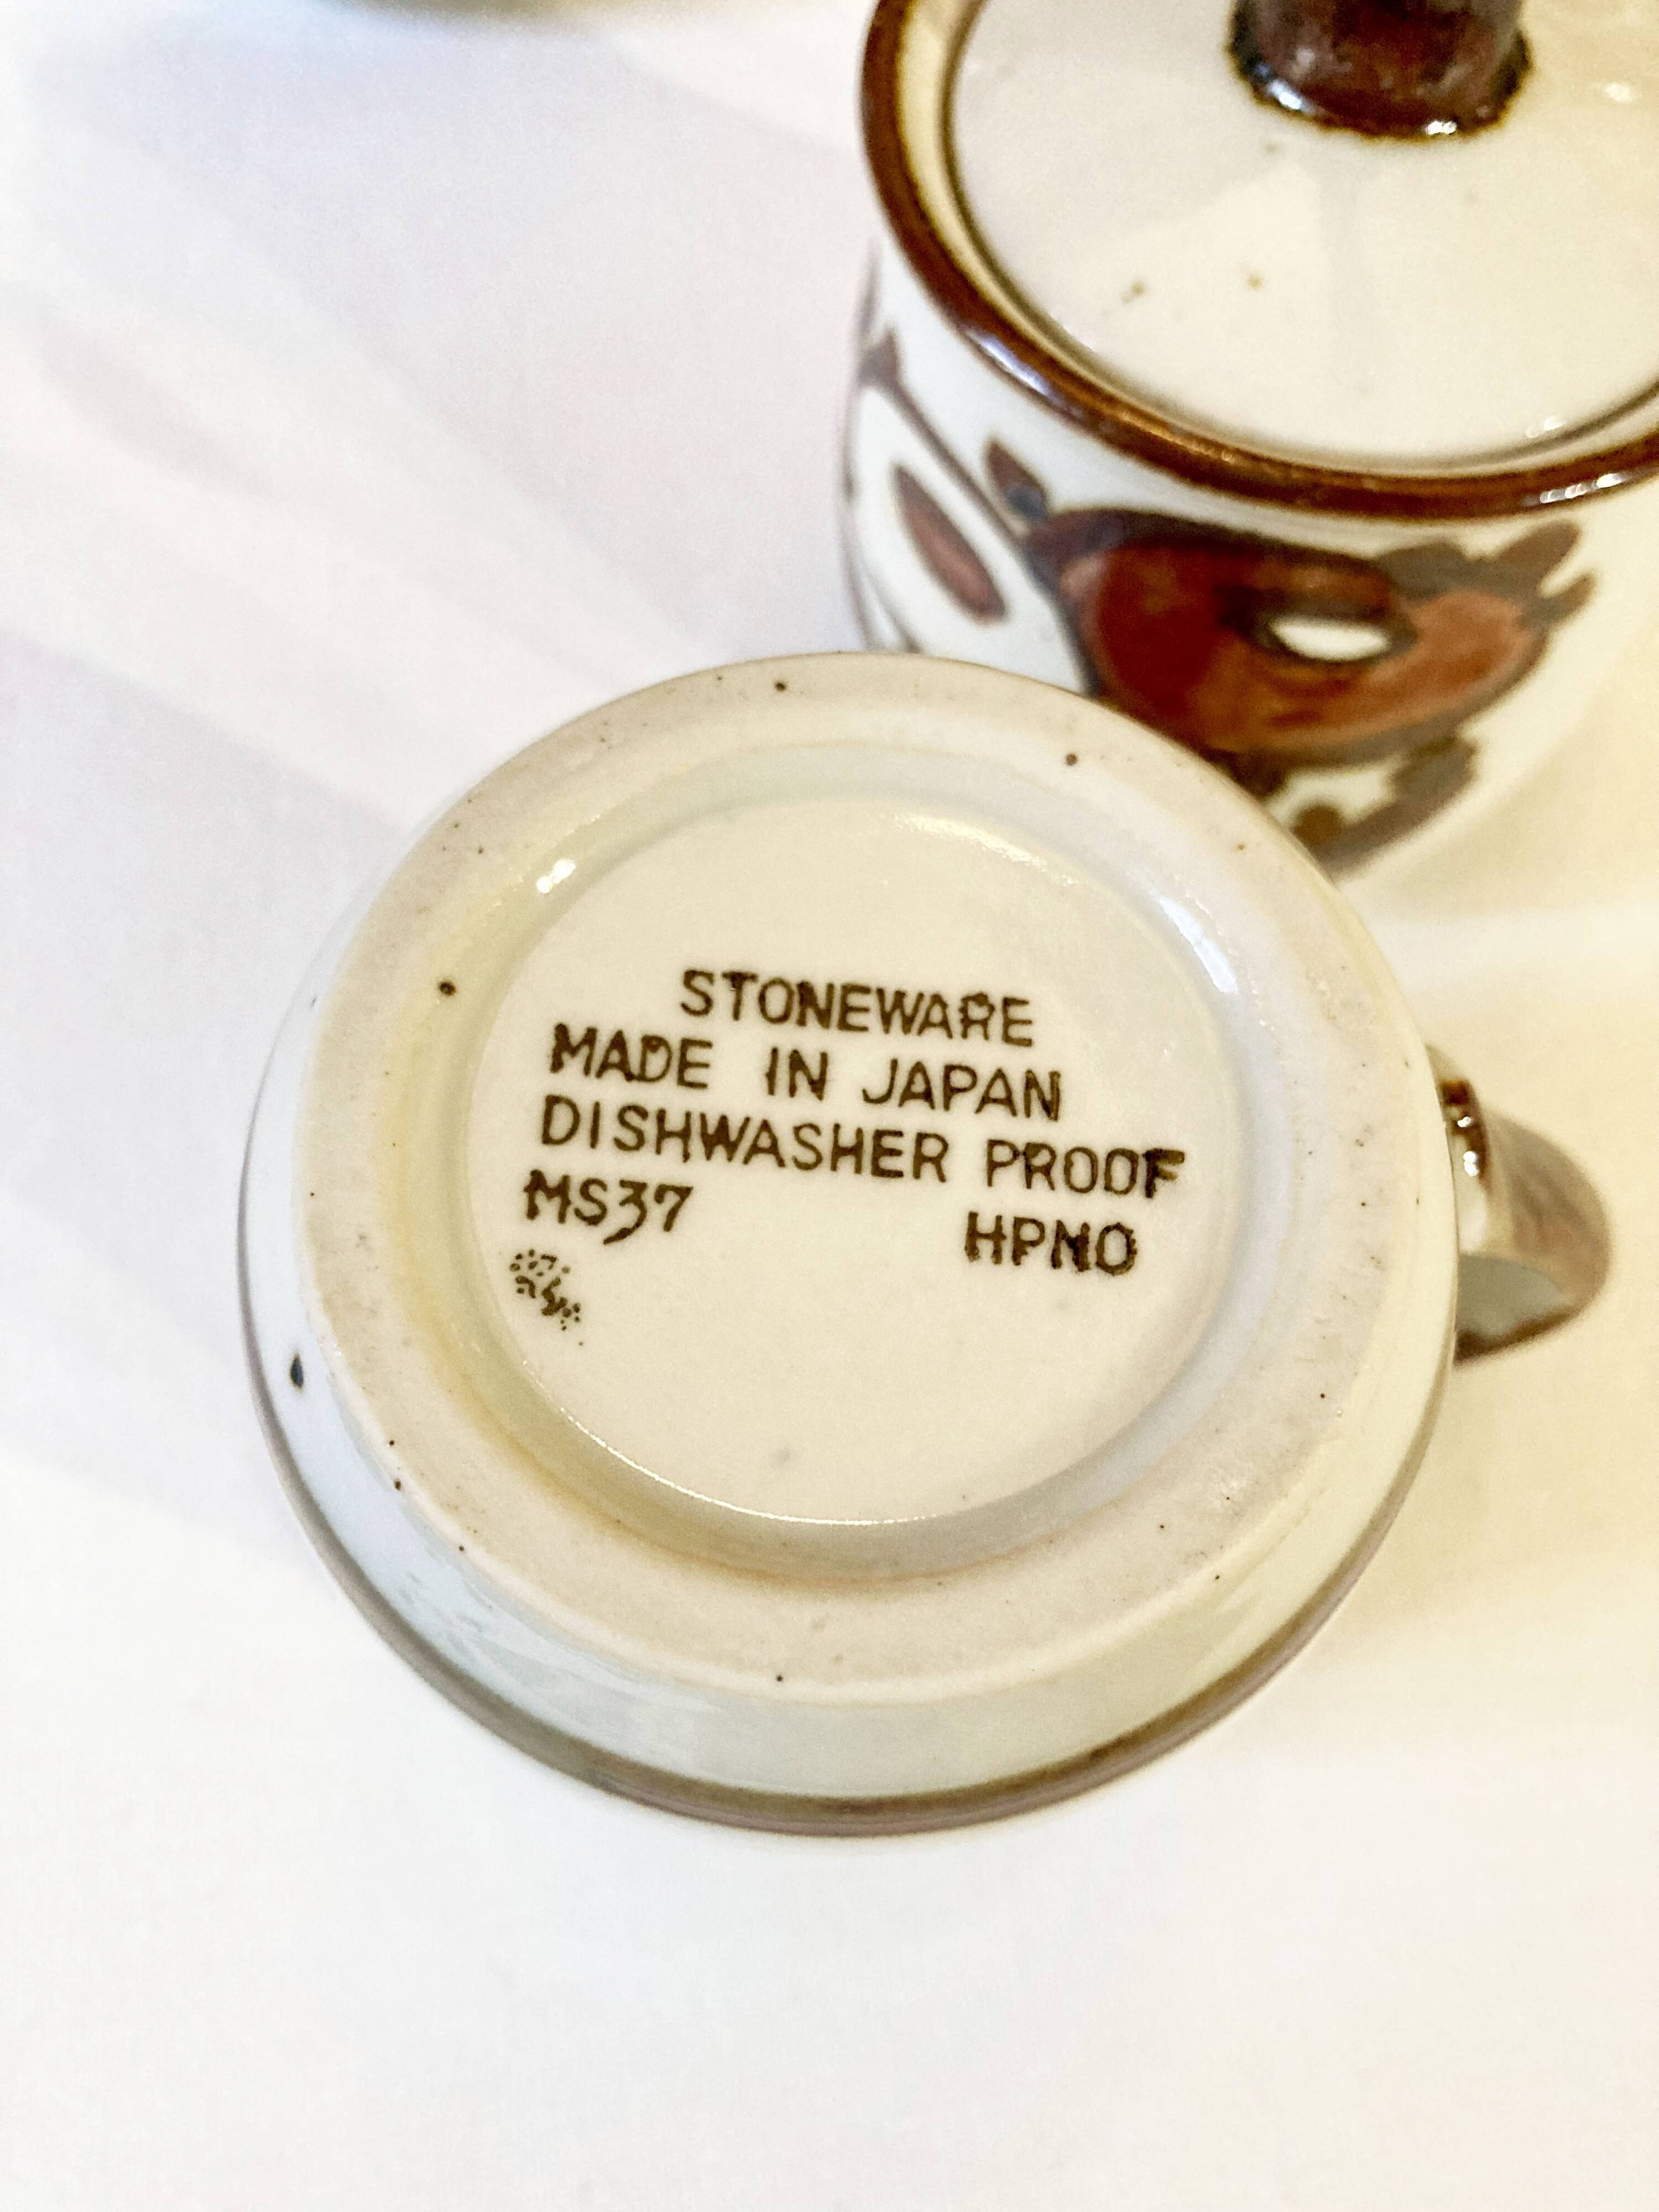 STONEWARE
MADE IN JAPAN
DISHWASHER PROOF
MS37 HPNO